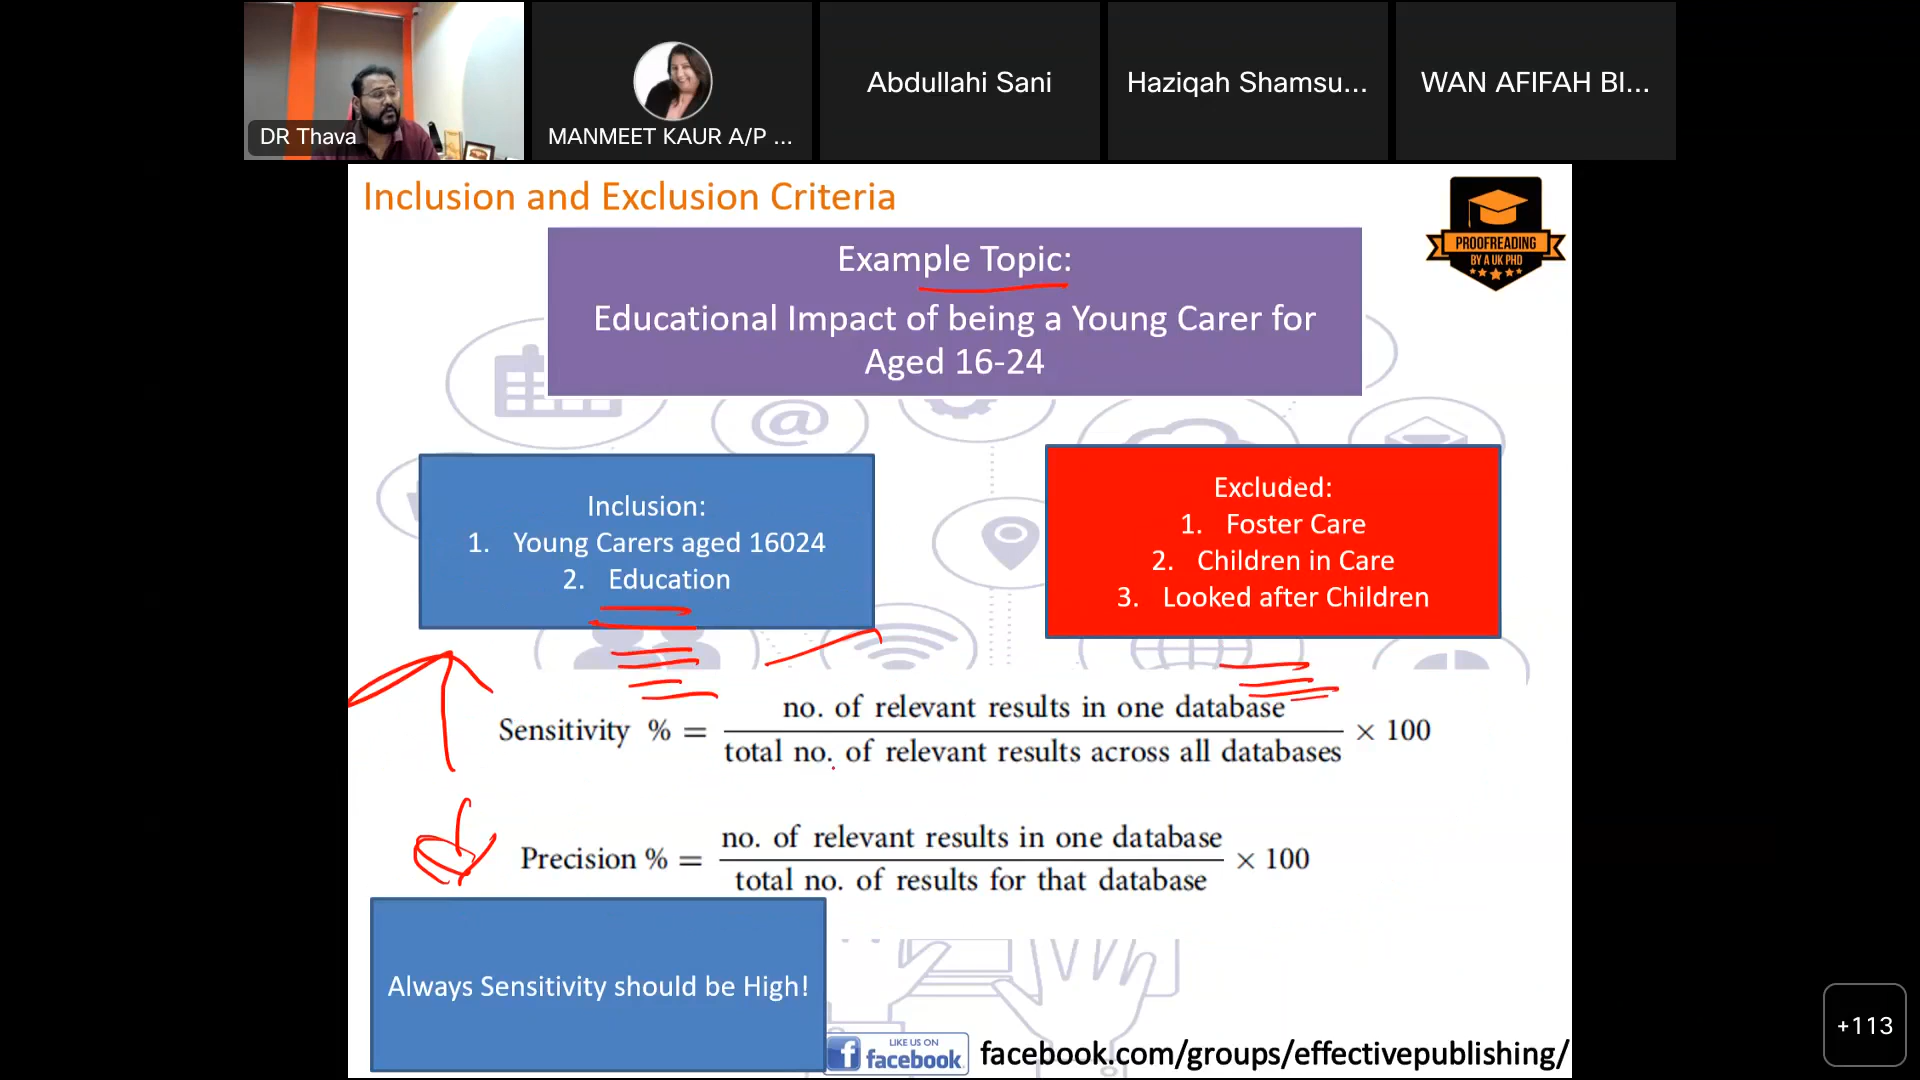 DR Thava
MANMEET KAUR A/P ...
Abdullahi Sani
Haziqah Shamsu...
WAN AFIFAH BI...
Inclusion and Exclusion Criteria
PROOFREADING
BY A UK PHD
Example Topic:
Educational Impact of being a Young Carer for
Aged 16-24
Inclusion:
1. Young Carers aged 16024
2. Education
Excluded:
1. Foster Care
2. Children in Care
3. Looked after Children
Sensitivity % = no. of relevant results in one database
total no. of relevant results across all databases × 100
Precision % = no. of relevant results in one database
total no. of results for that database × 100
Always Sensitivity should be High!
LIKE US ON
facebook.
facebook.com/groups/effectivepublishing/
+113